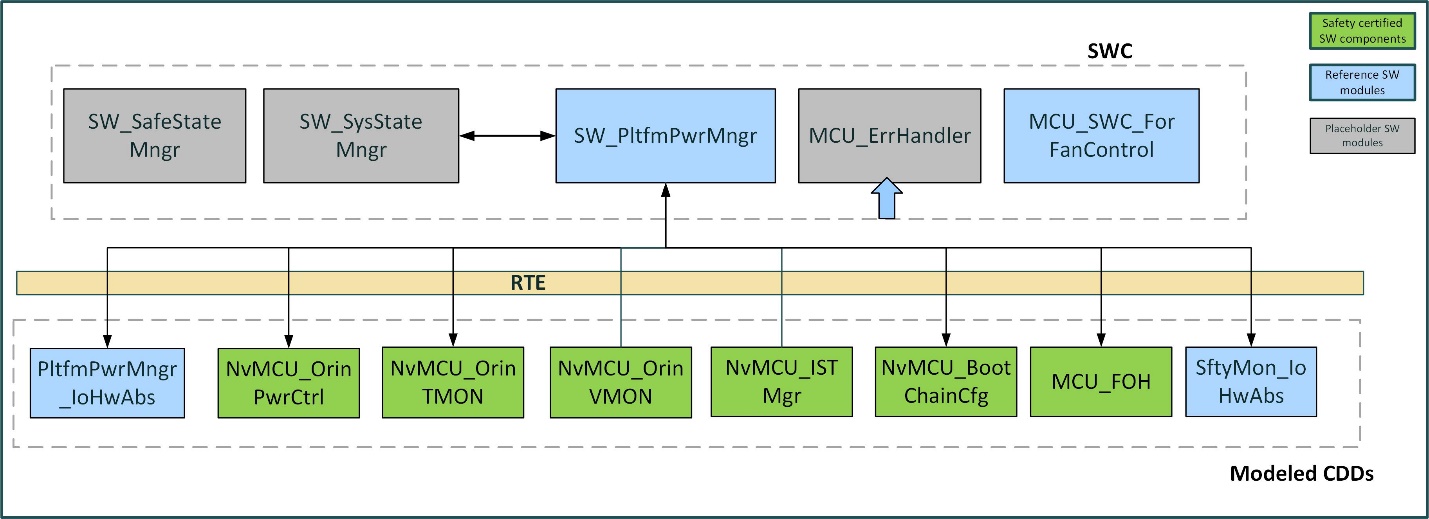 Safety certified
SW components
SWC
Reference SW
modules
SW_SafeState
Mngr
SW_SysState
Mngr
SW_PltfmPwrMngr
MCU_ErrHandler
MCU_SWC_For
FanControl
Placeholder SW
modules
RTE
PltfmPwrMngr
_IoHwAbs
NvMCU_Orin
PwrCtrl
NvMCU_Orin
TMON
NvMCU_Orin
VMON
NvMCU_IST
Mgr
NvMCU_Boot
ChainCfg
MCU_FOH
SftyMon_Io
HwAbs
Modeled CDDs